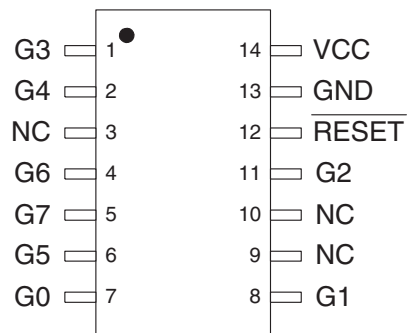 G3 1 14 VCC
G4 2 13 GND
NC 3 12 RESET
G6 4 11 G2
G7 5 10 NC
G5 6 9 NC
G0 7 8 G1